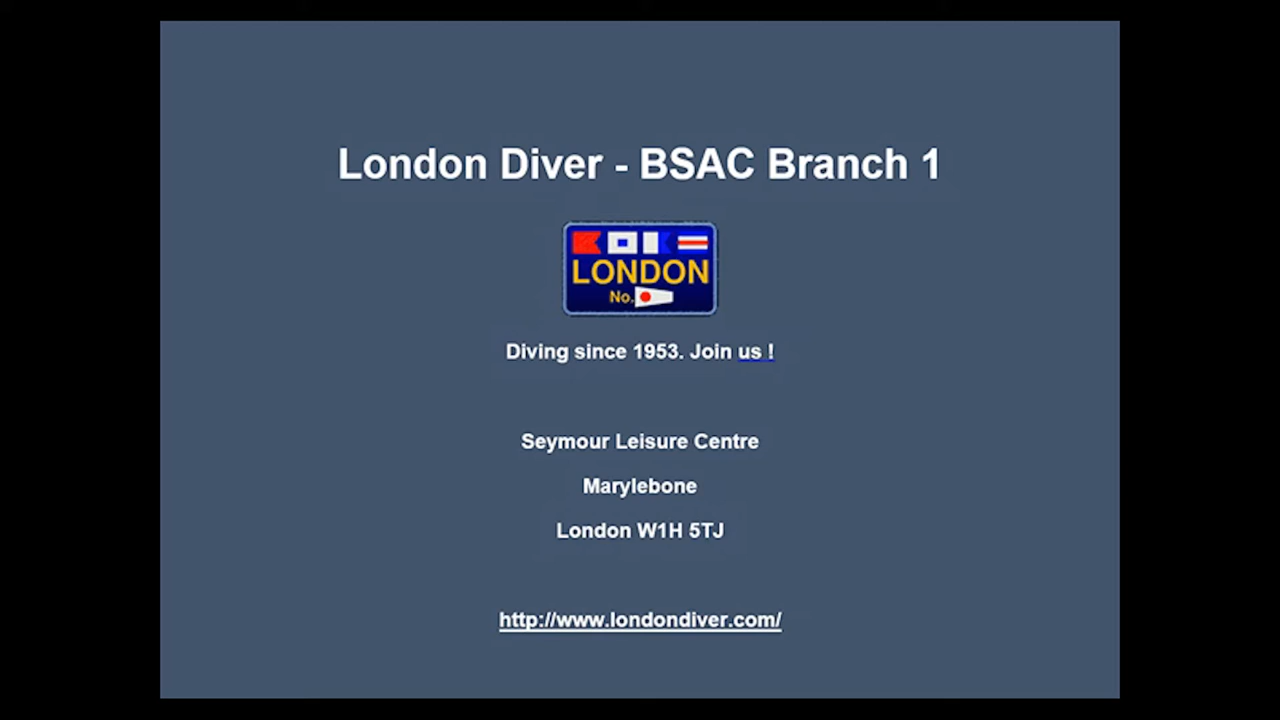 London Diver - BSAC Branch 1
LONDON
No.
Diving since 1953. Join us !
Seymour Leisure Centre
Marylebone
London W1H 5TJ
http://www.londondiver.com/